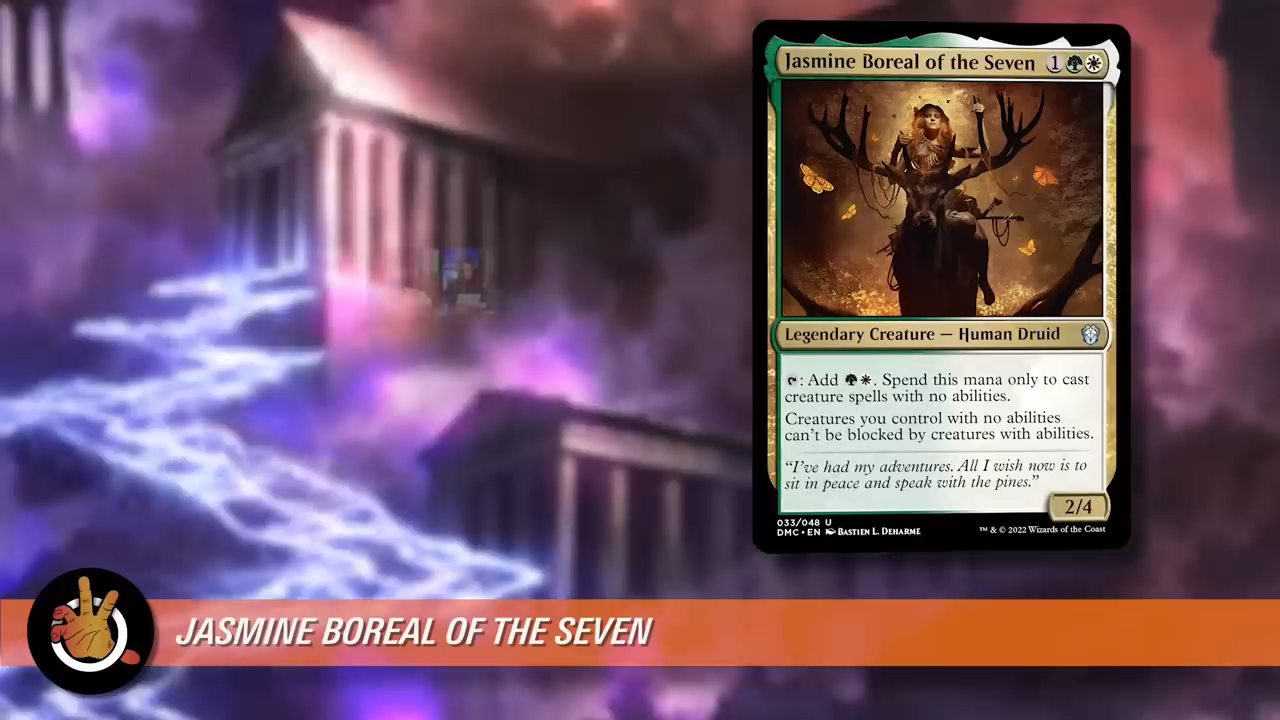 Jasmine Boreal of the Seven 1
Legendary Creature — Human Druid
: Add . Spend this mana only to cast
creature spells with no abilities.
Creatures you control with no abilities
can't be blocked by creatures with abilities.
“I've had my adventures. All I wish now is to
sit in peace and speak with the pines.”
2/4
033/048 U
DMC • EN BASTIEN L. DEHARME
™ & © 2022 Wizards of the Coast
JASMINE BOREAL OF THE SEVEN